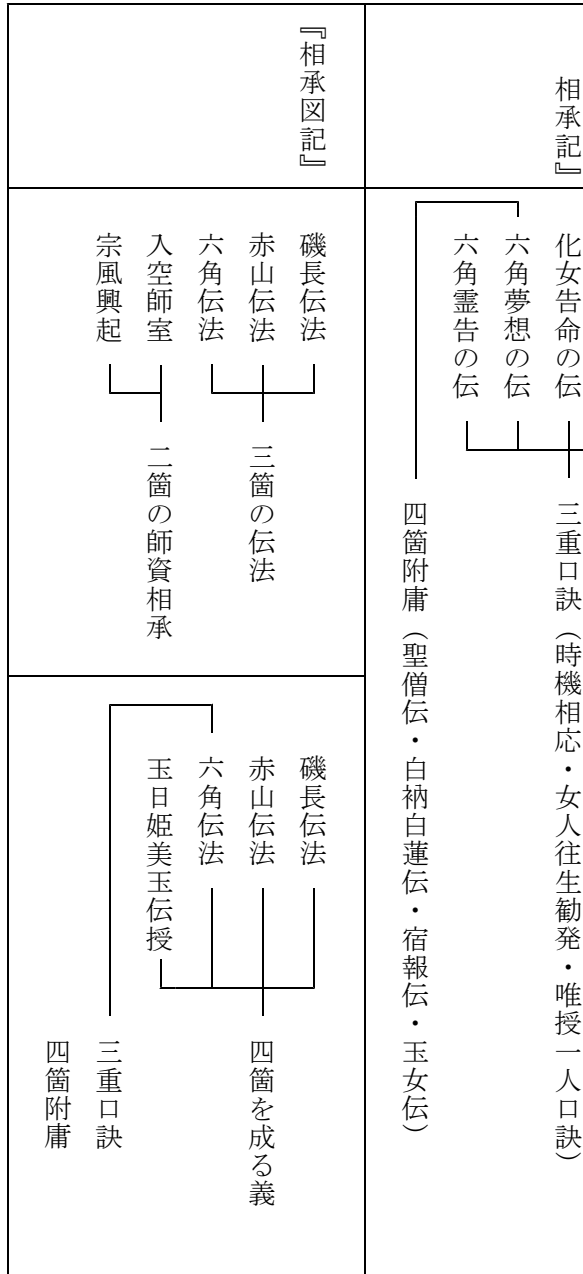 相承記』
化女告命の伝
六角夢想の伝
六角霊告の伝
三重口訣（時機相応・女人往生勧発・唯授一人口訣）
四箇附庸（聖僧伝・白衲白蓮伝・宿報伝・玉女伝）
『相承図記』
磯長伝法
赤山伝法
六角伝法
入空師室
宗風興起
三箇の伝法
二箇の師資相承
磯長伝法
赤山伝法
六角伝法
玉日姫美玉伝授
四箇を成る義
三重口訣
四箇附庸